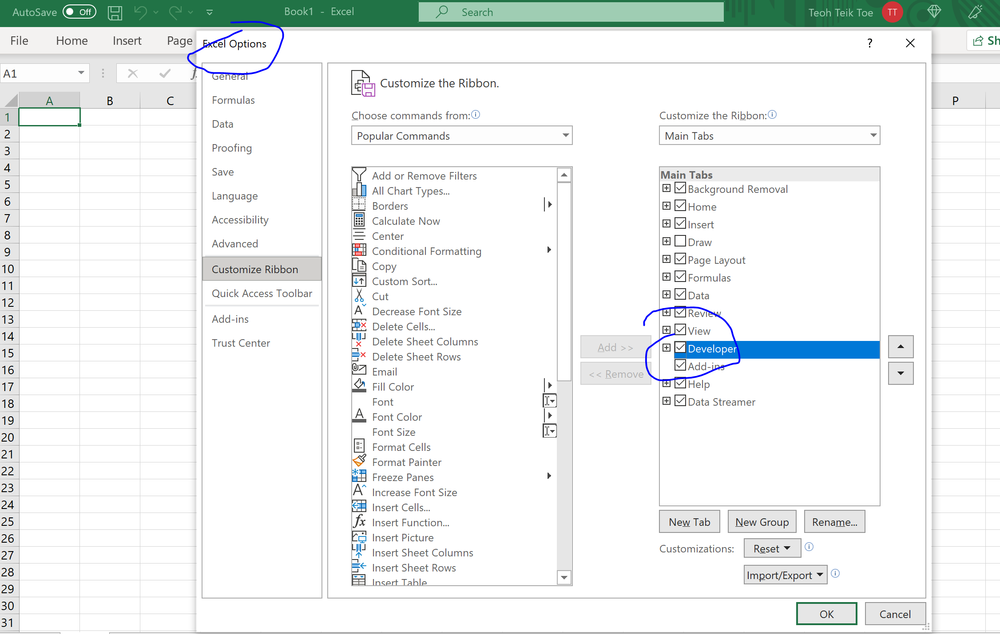 AutoSave Off Book1 - Excel Search Teoh Teik Toe TT
File Home Insert Page Sh
Excel Options ?
A1
A B C P
1
2
3
4
5
6
7
8
9
10
11
12
13
14
15
16
17
18
19
20
21
22
23
24
25
26
27
28
29
30
31
General
Formulas
Data
Proofing
Save
Language
Accessibility
Advanced
Customize Ribbon
Quick Access Toolbar
Add-ins
Trust Center
Customize the Ribbon.
Choose commands from:
Popular Commands
Add or Remove Filters
All Chart Types...
Borders
Calculate Now
Center
Conditional Formatting
Copy
Custom Sort...
Cut
Decrease Font Size
Delete Cells...
Delete Sheet Columns
Delete Sheet Rows
Email
Fill Color
Font
Font Color
Font Size
Format Cells
Format Painter
Freeze Panes
Increase Font Size
Insert Cells...
Insert Function...
Insert Picture
Insert Sheet Columns
Insert Sheet Rows
Insert Table
Add >>
<< Remove
Customize the Ribbon:
Main Tabs
Main Tabs
Background Removal
Home
Insert
Draw
Page Layout
Formulas
Data
Review
View
Developer
Add-ins
Help
Data Streamer
New Tab New Group Rename...
Customizations: Reset
Import/Export
OK Cancel